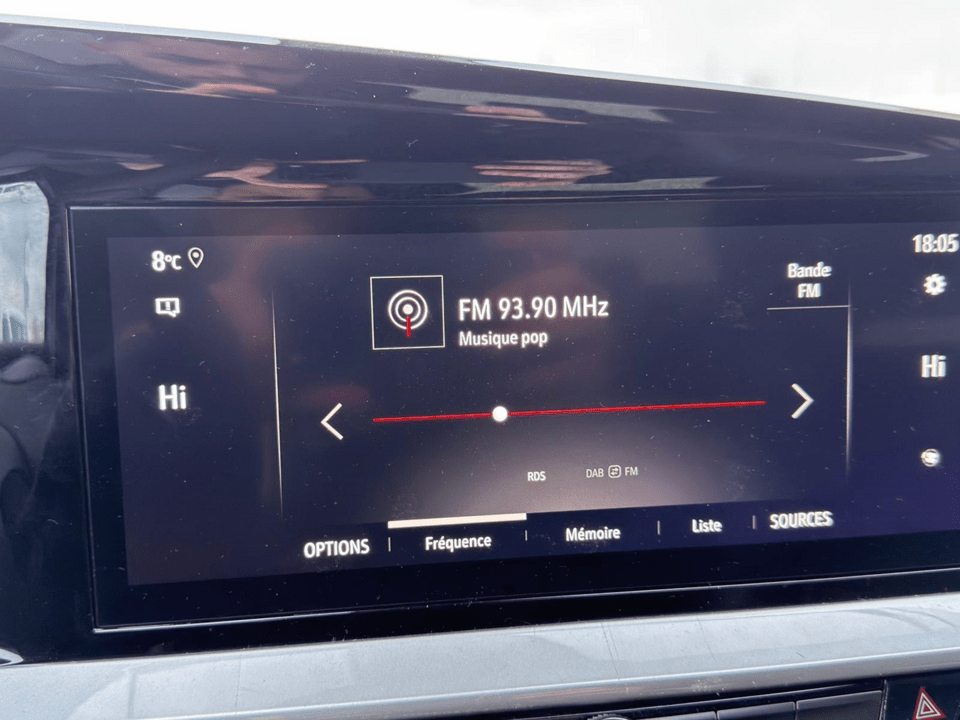 8°C
18:05
Bande
FM
FM 93.90 MHz
Musique pop
Hi
Hi
RDS
DAB FM
OPTIONS
Fréquence
Mémoire
Liste
SOURCES